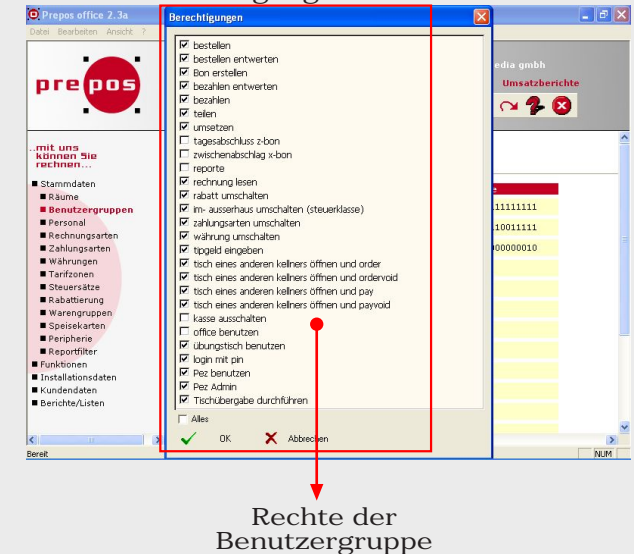 Prepos office 2.3a
Datei Bearbeiten Ansicht ?
Berechtigungen
edia gmbh
Umsatzberichte
prepos
..mit uns
können Sie
rechnen...
Stammdaten
Räume
Benutzergruppen
Personal
Rechnungsarten
Zahlungsarten
Währungen
Tarifzonen
Steuersätze
Rabattierung
Warengruppen
Speisekarten
Peripherie
Reportfilter
Funktionen
Installationsdaten
Kundendaten
Berichte/Listen
bestellen
bestellen entwerten
Bon erstellen
bezahlen entwerten
bezahlen
teilen
umsetzen
tagesabschluss z-bon
zwischenabschlag x-bon
reporte
rechnung lesen
rabatt umschalten
im- ausserhaus umschalten (steuerklasse)
zahlungsarten umschalten
währung umschalten
tipgeld eingeben
tisch eines anderen kellners öffnen und order
tisch eines anderen kellners öffnen und ordervoid
tisch eines anderen kellners öffnen und pay
tisch eines anderen kellners öffnen und payvoid
kasse ausschalten
office benutzen
übungstisch benutzen
login mit pin
Pez benutzen
Pez Admin
Tischübergabe durchführen
Alles
OK Abbrechen
11111111
10011111
00000010
Bereit
NUM
Rechte der
Benutzergruppe